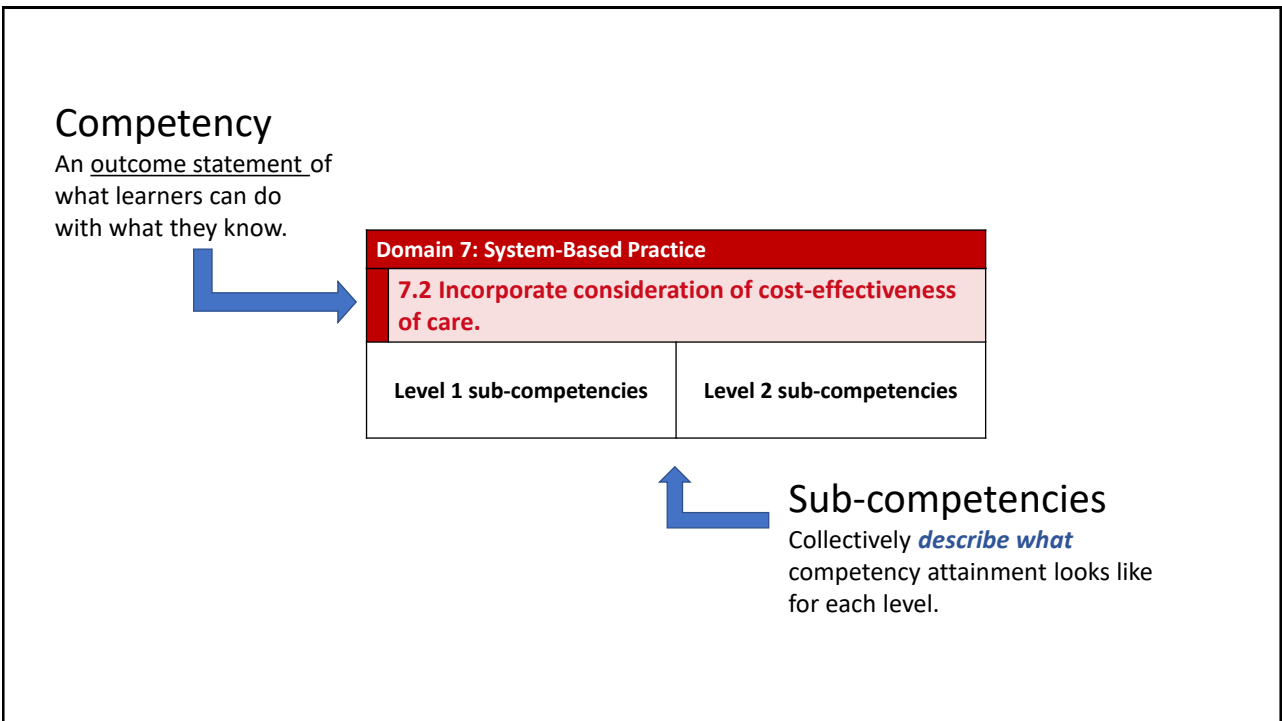 Competency
An outcome statement of
what learners can do
with what they know.
Domain 7: System-Based Practice
7.2 Incorporate consideration of cost-effectiveness
of care.
Level 1 sub-competencies
Level 2 sub-competencies
Sub-competencies
Collectively describe what
competency attainment looks like
for each level.